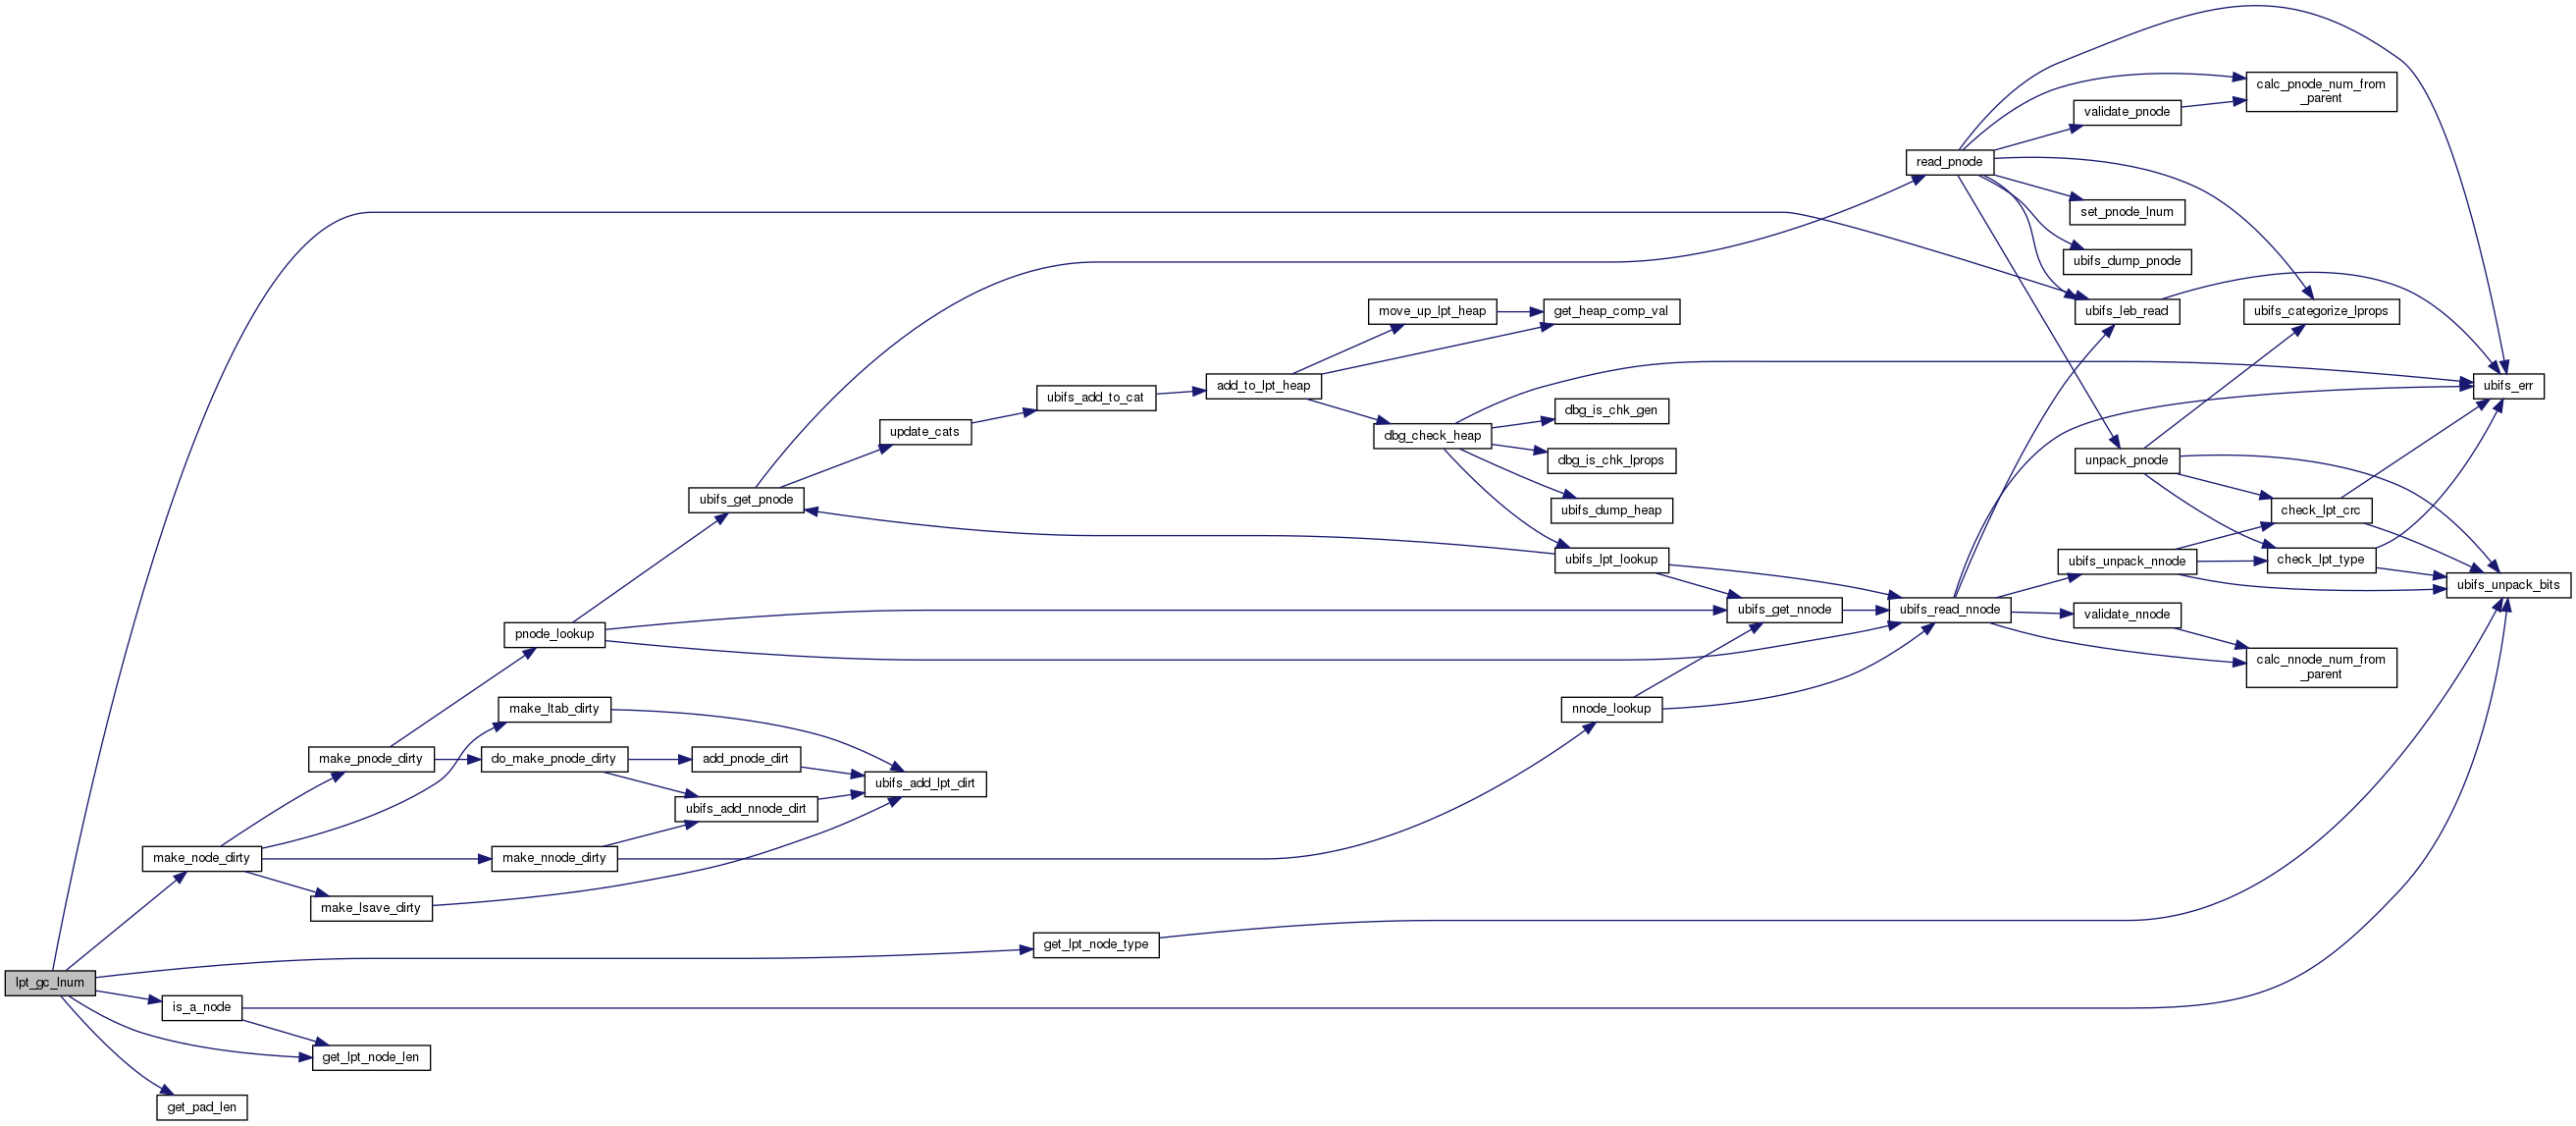 calc_pnode_num_from
_parent
validate_pnode
read_pnode
set_pnode_lnum
ubifs_dump_pnode
move_up_lpt_heap
get_heap_comp_val
ubifs_leb_read
ubifs_categorize_lprops
add_to_lpt_heap
ubifs_err
ubifs_add_to_cat
dbg_is_chk_gen
update_cats
dbg_check_heap
dbg_is_chk_lprops
unpack_pnode
ubifs_get_pnode
ubifs_dump_heap
check_lpt_crc
ubifs_lpt_lookup
ubifs_unpack_nnode
check_lpt_type
ubifs_unpack_bits
ubifs_get_nnode
ubifs_read_nnode
validate_nnode
pnode_lookup
calc_nnode_num_from
_parent
make_ltab_dirty
nnode_lookup
make_pnode_dirty
do_make_pnode_dirty
add_pnode_dirt
ubifs_add_lpt_dirt
ubifs_add_nnode_dirt
make_node_dirty
make_nnode_dirty
make_lsave_dirty
get_lpt_node_type
lpt_gc_lnum
is_a_node
get_lpt_node_len
get_pad_len